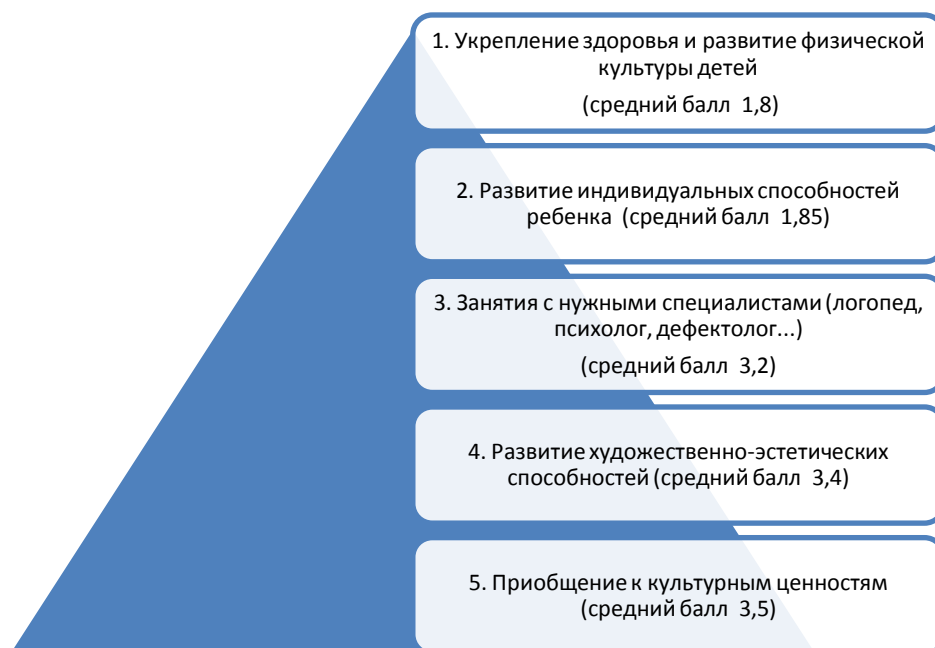 1. Укрепление здоровья и развитие физической
культуры детей
(средний балл 1,8)
2. Развитие индивидуальных способностей
ребенка (средний балл 1,85)
3. Занятия с нужными специалистами (логопед,
психолог, дефектолог...)
(средний балл 3,2)
4. Развитие художественно-эстетических
способностей (средний балл 3,4)
5. Приобщение к культурным ценностям
(средний балл 3,5)